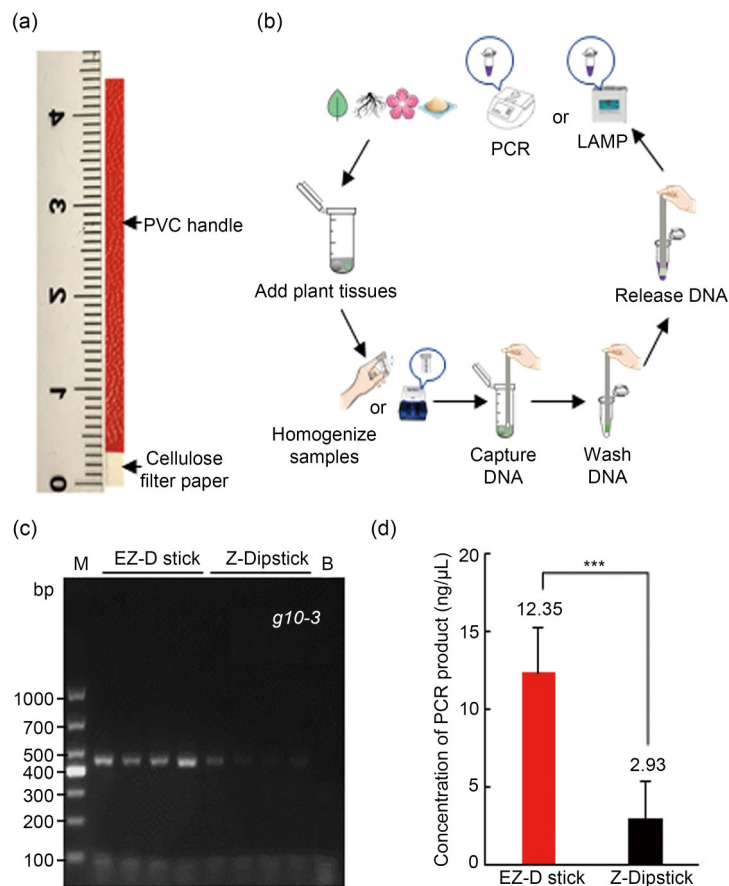 (a)
4
3
2
1
0
PVC handle
Cellulose
filter paper
(b)
PCR
or
LAMP
Add plant tissues
Release DNA
or
Homogenize
samples
Capture
DNA
Wash
DNA
(c)
M
EZ-D stick
Z-Dipstick
B
bp
g10-3
1000
700
500
400
300
200
100
(d)
Concentration of PCR product (ng/μL)
20
15
10
5
0
***
12.35
2.93
EZ-D stick
Z-Dipstick